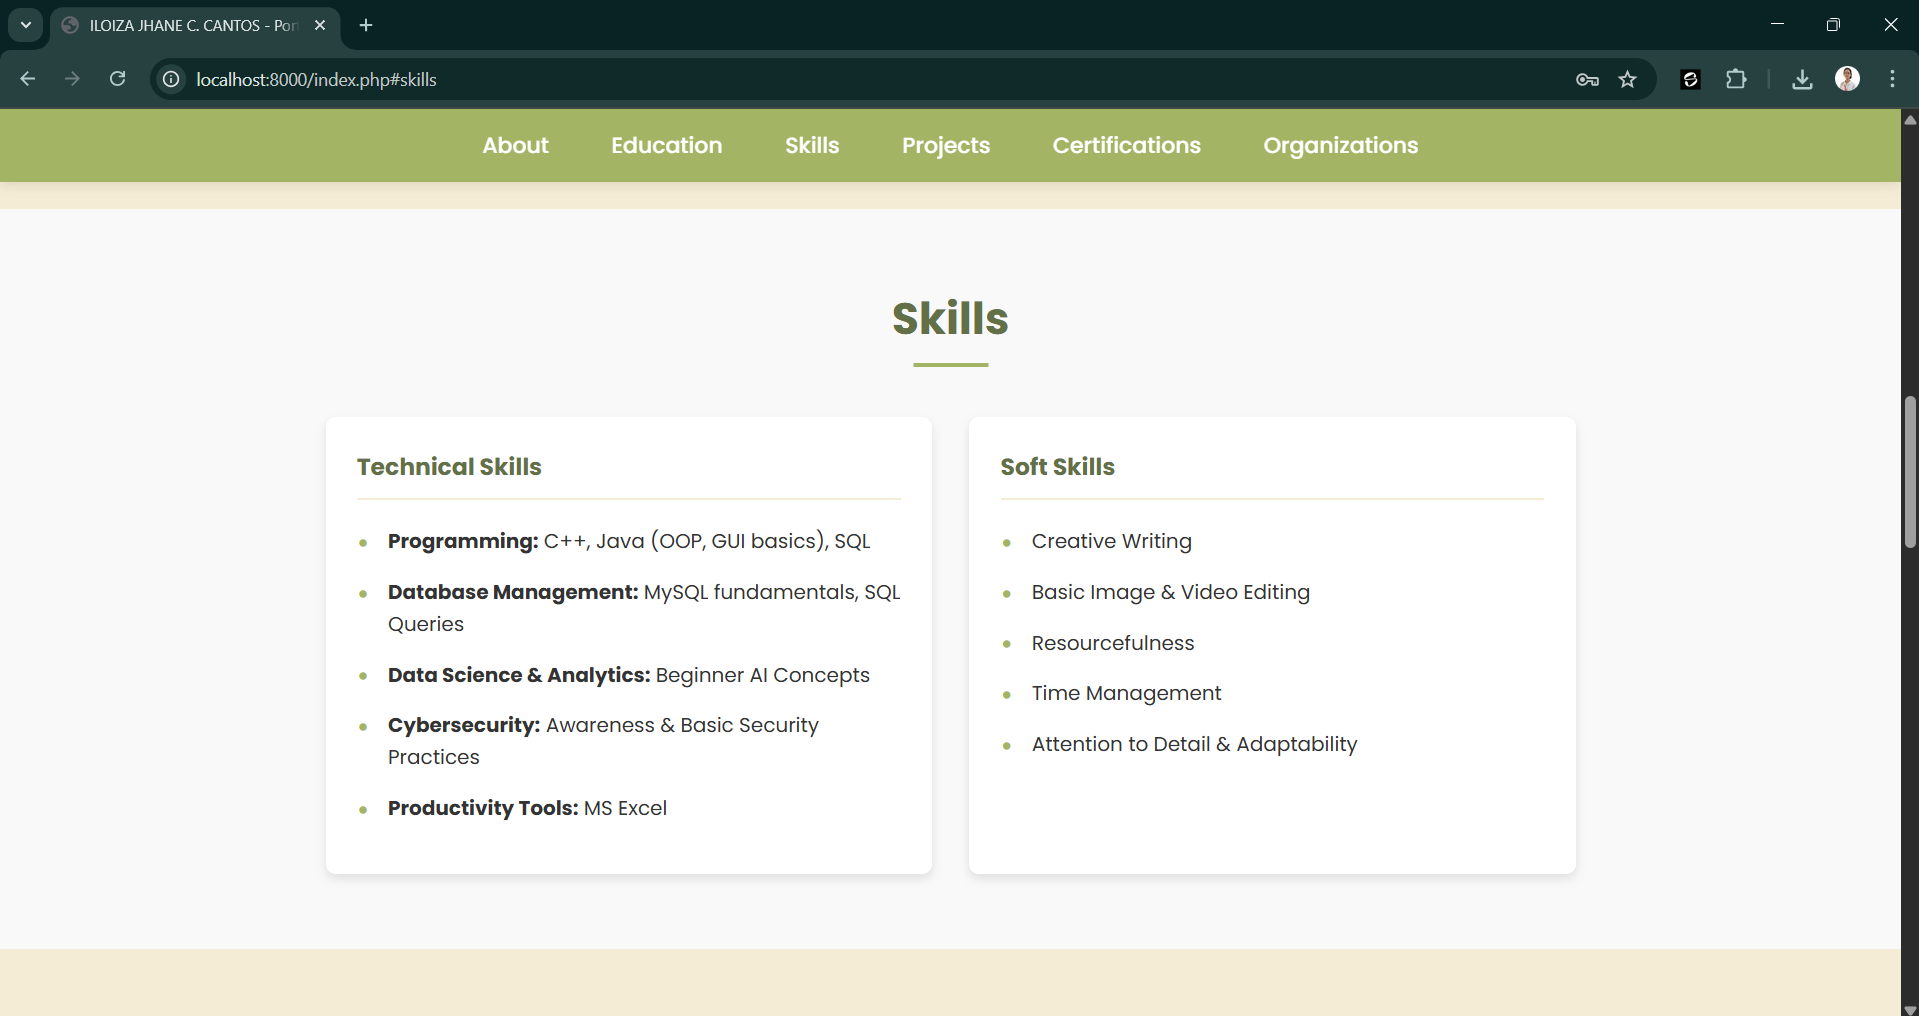 ILOIZA JHANE C. CANTOS - Por
localhost:8000/index.php#skills
About Education Skills Projects Certifications Organizations
Skills
Technical Skills
Programming: C++, Java (OOP, GUI basics), SQL
Database Management: MySQL fundamentals, SQL
Queries
Data Science & Analytics: Beginner AI Concepts
Cybersecurity: Awareness & Basic Security
Practices
Productivity Tools: MS Excel
Soft Skills
Creative Writing
Basic Image & Video Editing
Resourcefulness
Time Management
Attention to Detail & Adaptability